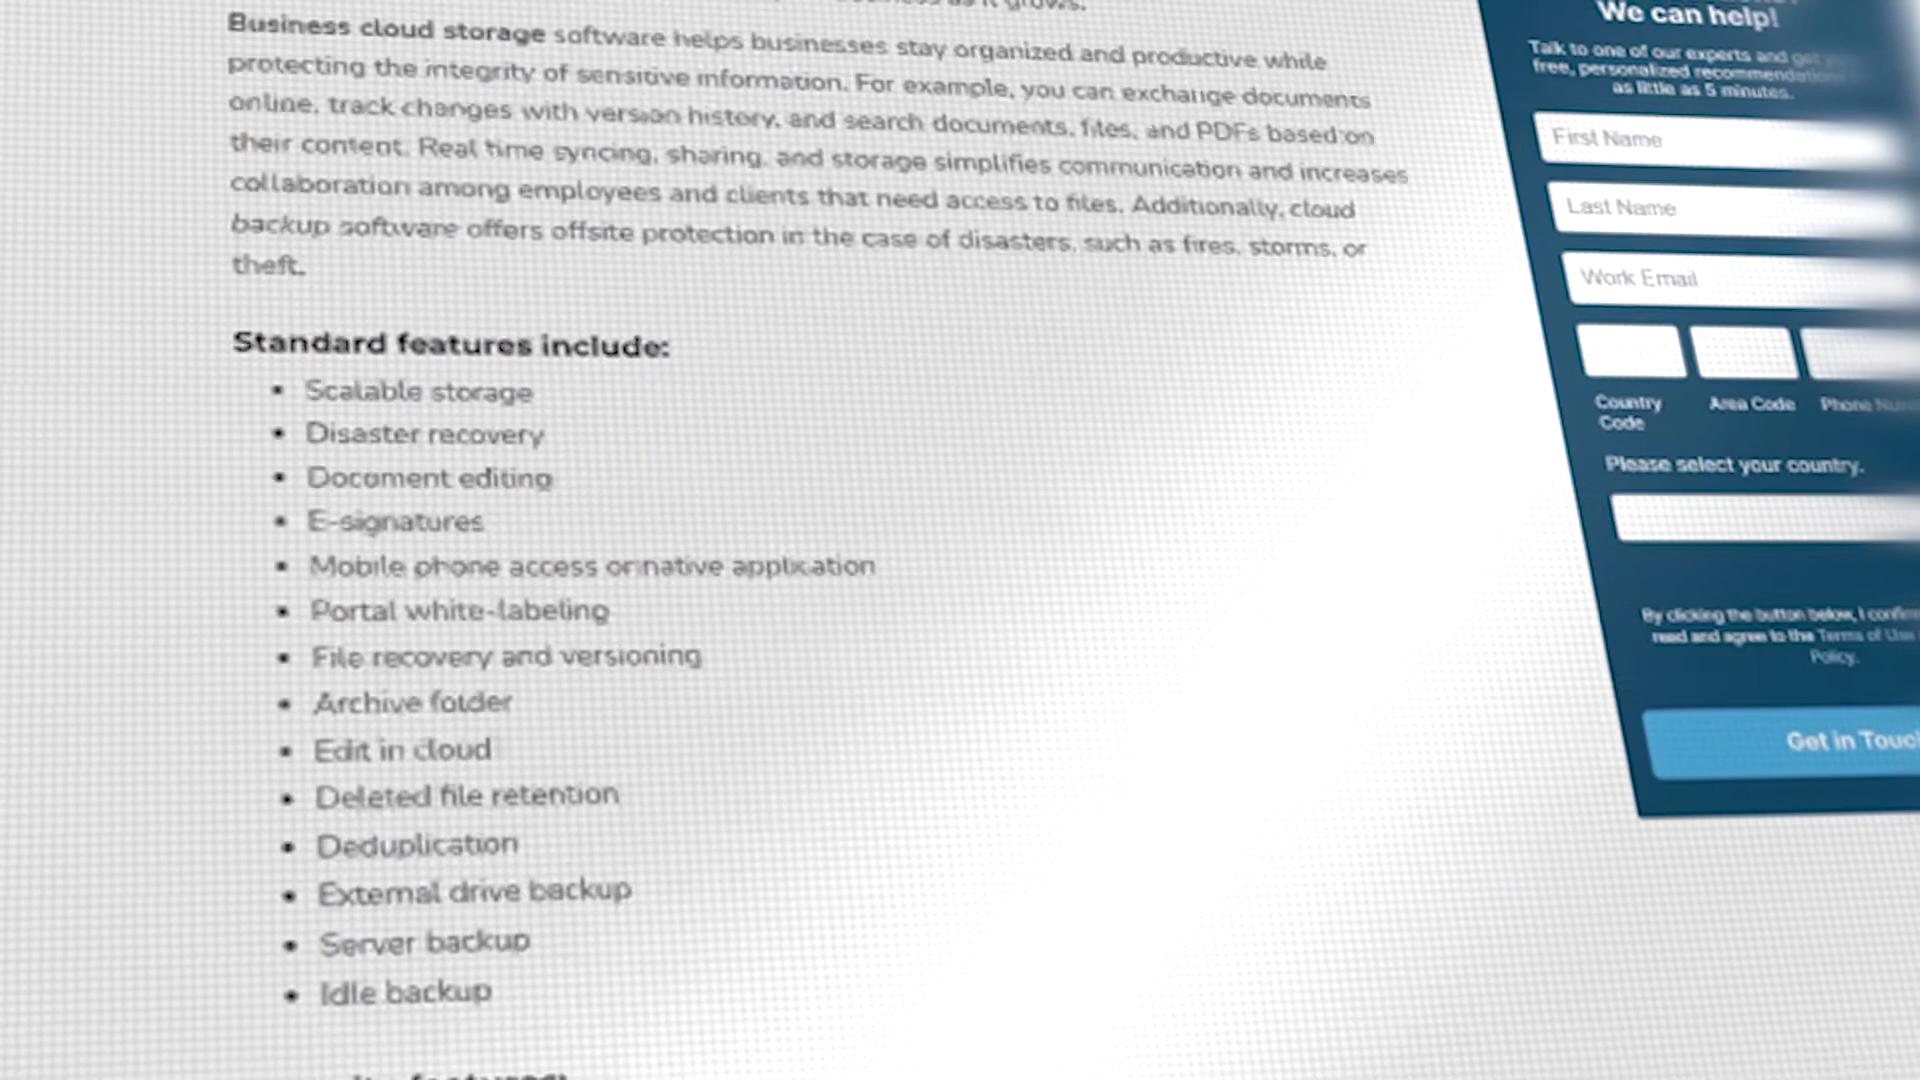 Business cloud storage software helps businesses stay organized and productive while
protecting the integrity of sensitive information. For example, you can exchange documents
online, track changes with version history, and search documents, files, and PDFs based on
their content. Real time syncing, sharing, and storage simplifies communication and increases
collaboration among employees and clients that need access to files. Additionally, cloud
backup software offers offsite protection in the case of disasters, such as fires, storms, or
theft.
Standard features include:
• Scalable storage
• Disaster recovery
• Document editing
• E-signatures
• Mobile phone access or native application
• Portal white-labeling
• File recovery and versioning
• Archive folder
• Edit in cloud
• Deleted file retention
• Deduplication
• External drive backup
• Server backup
• Idle backup
We can help!
Talk to one of our experts and get
free, personalized recommendations
as little as 5 minutes.
First Name
Last Name
Work Email
Country Code
Area Code
Phone
Please select your country.
By clicking the button below, I
read and agree to the Terms of Use
Policy.
Get in Touch